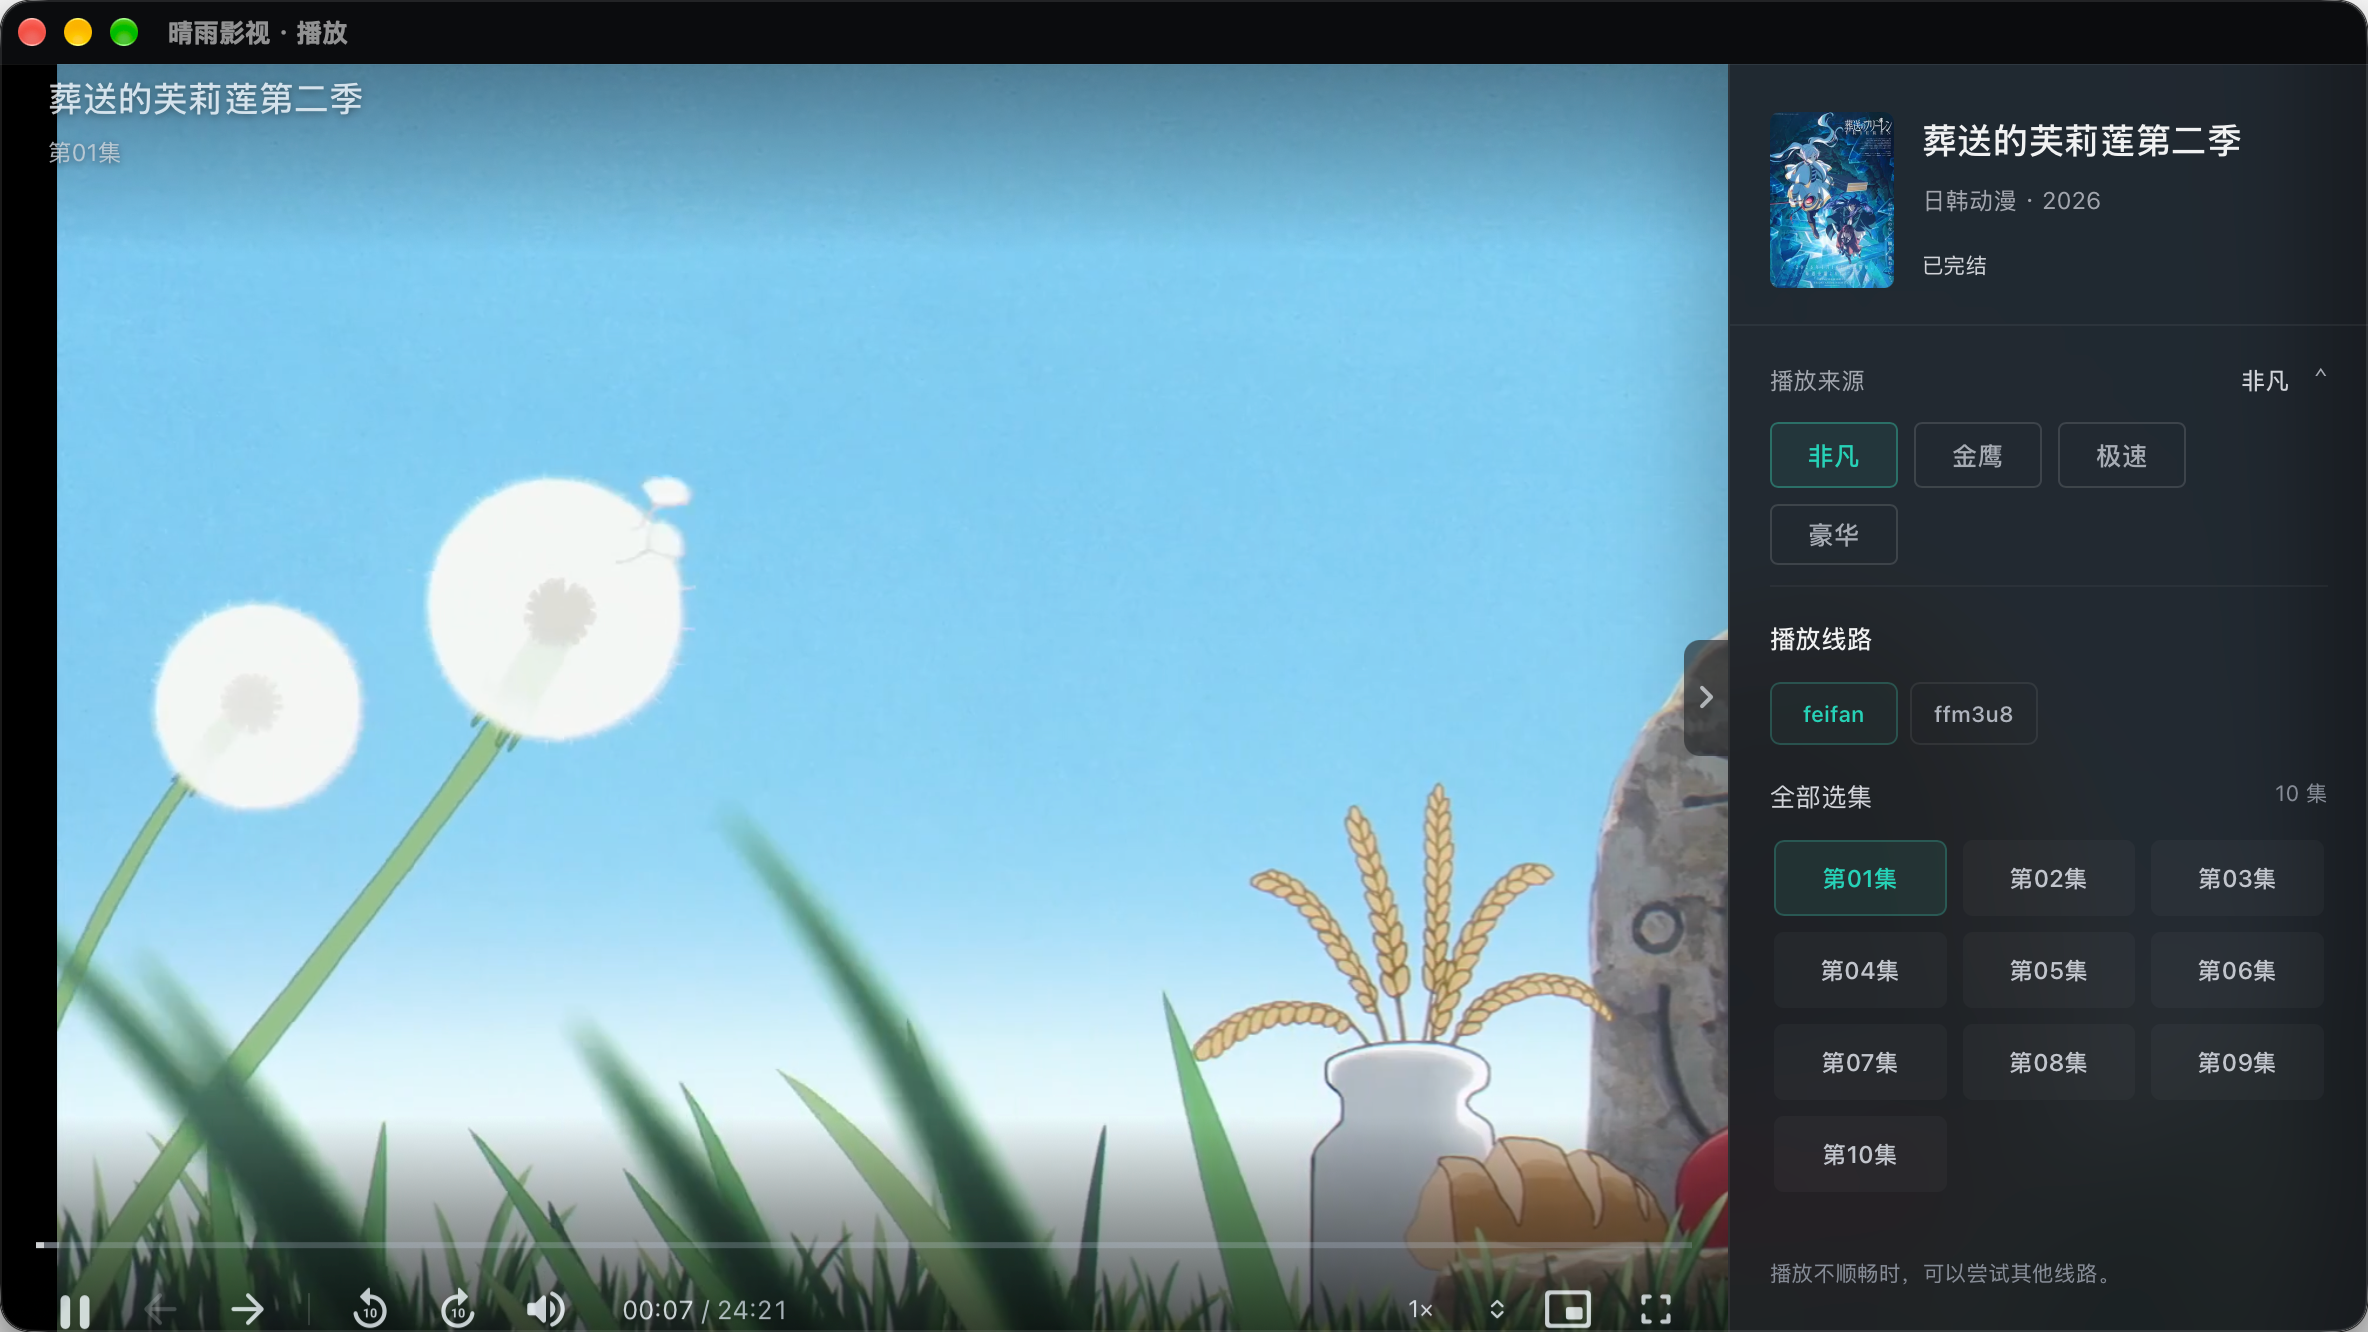 晴雨影视 · 播放
葬送的芙莉莲第二季
第01集
葬送的芙莉莲第二季
日韩动漫 · 2026
已完结
播放来源
非凡
非凡
金鹰
极速
豪华
播放线路
feifan
ffm3u8
全部选集
10 集
第01集
第02集
第03集
第04集
第05集
第06集
第07集
第08集
第09集
第10集
播放不顺畅时，可以尝试其他线路。
10
10
00:07 / 24:21
1×